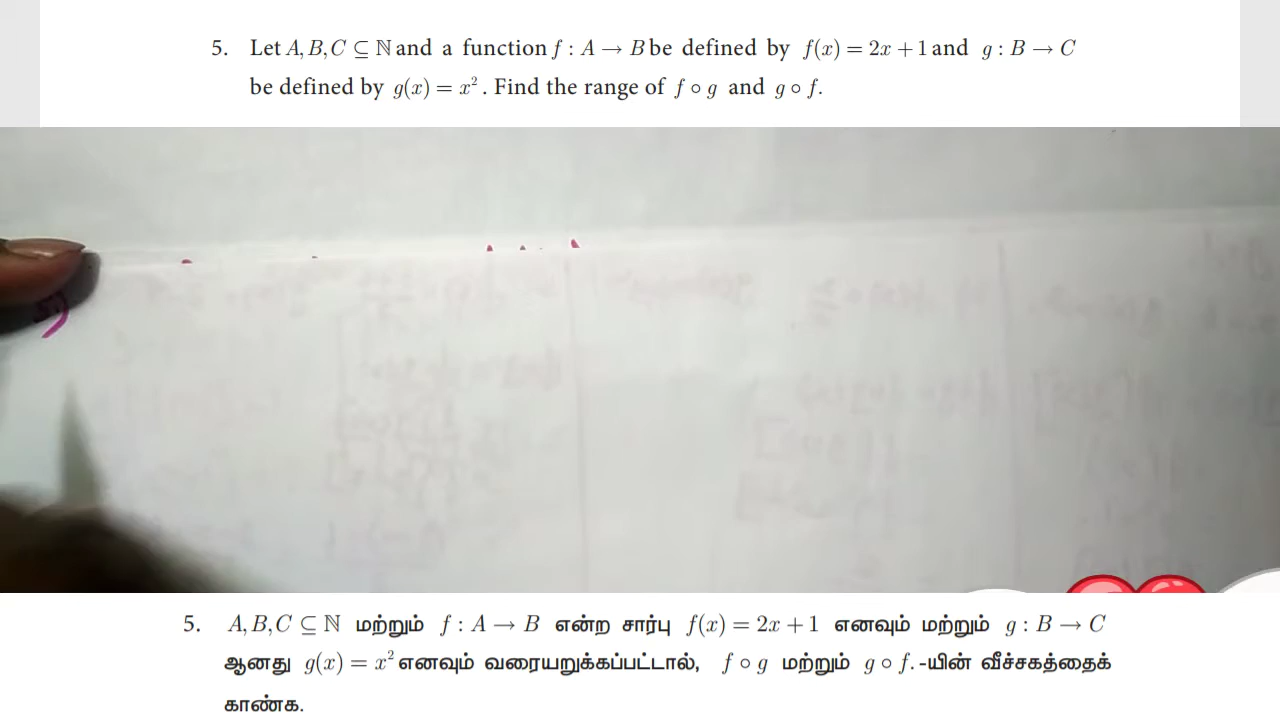 5. Let A, B, C ⊆ ℕ and a function f : A → B be defined by f(x) = 2x + 1 and g : B → C
be defined by g(x) = x². Find the range of f ∘ g and g ∘ f.
5. A, B, C ⊆ ℕ மற்றும் f : A → B என்ற சார்பு f(x) = 2x + 1 எனவும் மற்றும் g : B → C
ஆனது g(x) = x² எனவும் வரையறுக்கப்பட்டால், f ∘ g மற்றும் g ∘ f. -யின் வீச்சகத்தைக்
காண்க.